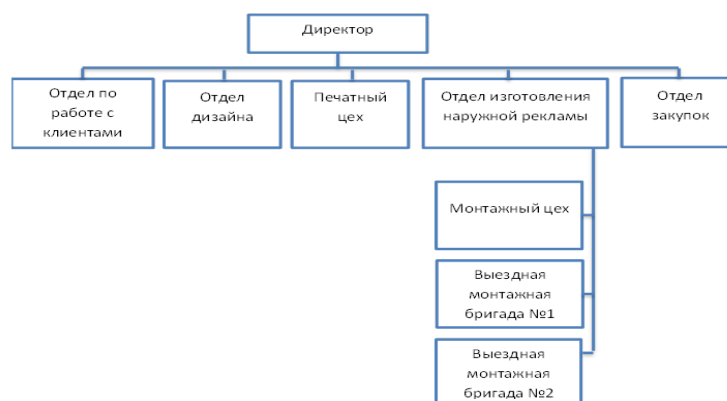 Директор
Отдел по
работе с
клиентами
Отдел
дизайна
Печатный
цех
Отдел изготовления
наружной рекламы
Отдел
закупок
Монтажный цех
Выездная
монтажная
бригада №1
Выездная
монтажная
бригада №2